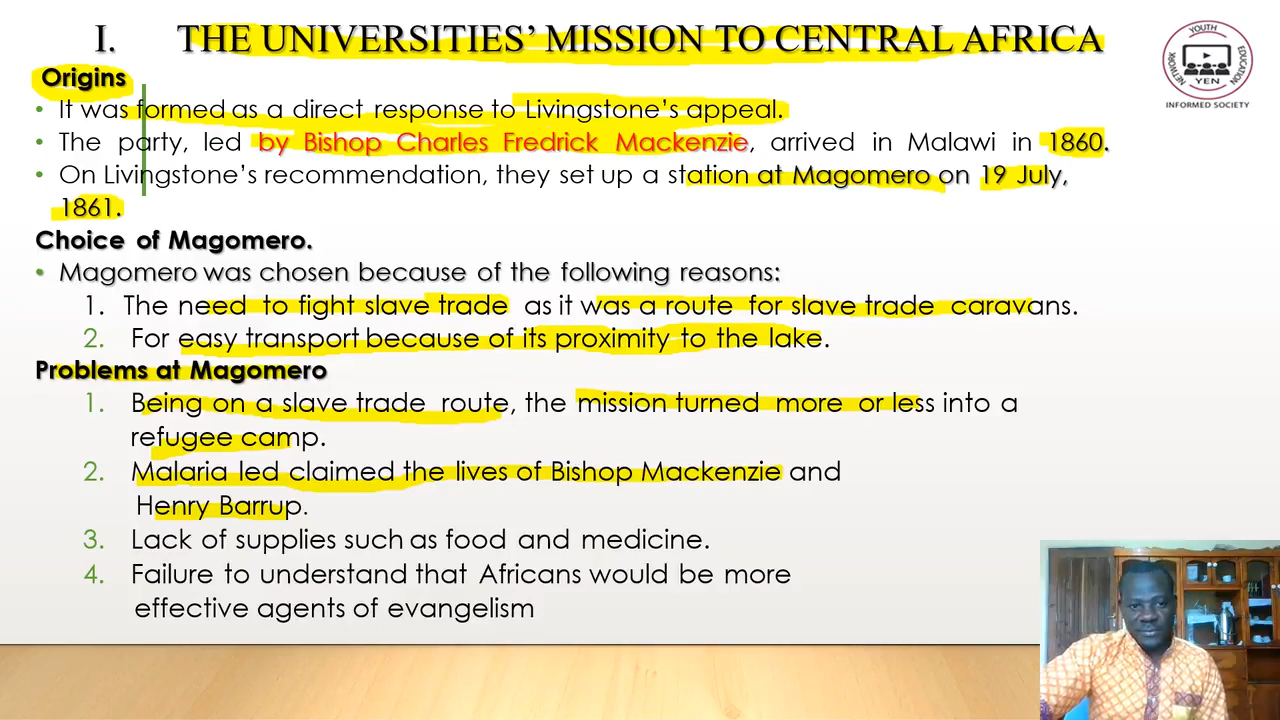 I. THE UNIVERSITIES' MISSION TO CENTRAL AFRICA
Origins
• It was formed as a direct response to Livingstone's appeal.
• The party, led by Bishop Charles Fredrick Mackenzie, arrived in Malawi in 1860.
• On Livingstone's recommendation, they set up a station at Magomero on 19 July,
1861.
Choice of Magomero.
• Magomero was chosen because of the following reasons:
1. The need to fight slave trade as it was a route for slave trade caravans.
2. For easy transport because of its proximity to the lake.
Problems at Magomero
1. Being on a slave trade route, the mission turned more or less into a
refugee camp.
2. Malaria led claimed the lives of Bishop Mackenzie and
Henry Barrup.
3. Lack of supplies such as food and medicine.
4. Failure to understand that Africans would be more
effective agents of evangelism
YOUTH
EDUCATION
NETWORK
YEN
INFORMED SOCIETY